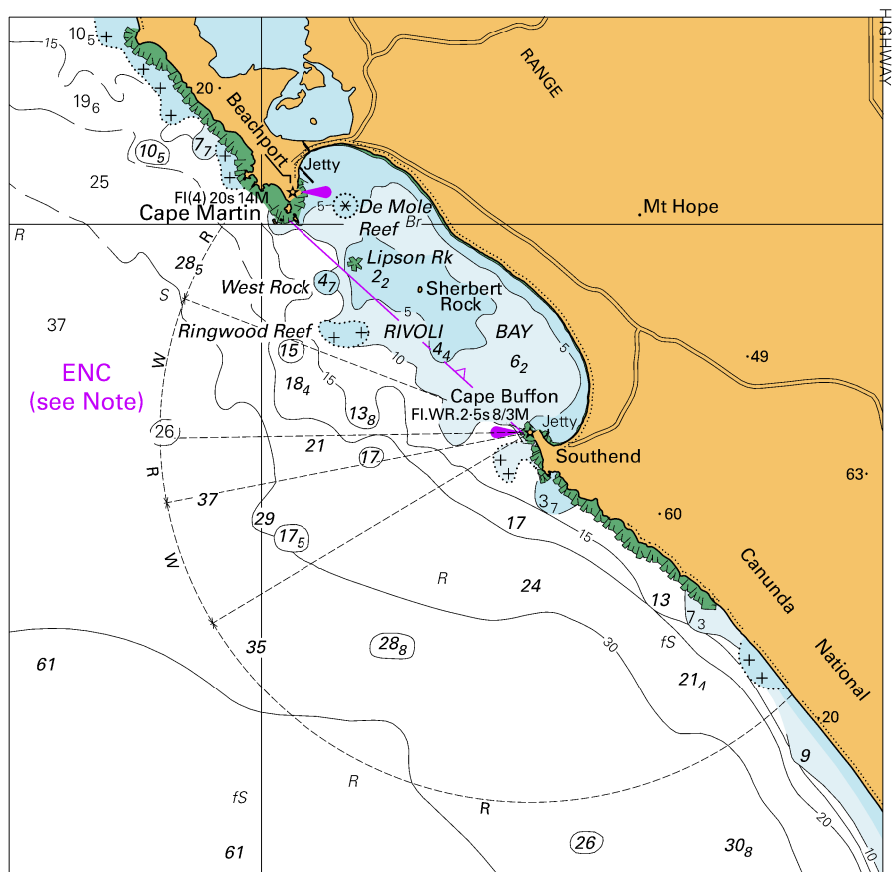 HIGHWAY
10₅
15
RANGE
20
19₆
Beachport
7₇
10₅
Jetty
25
Fl(4) 20s 14M
Cape Martin
5
De Mole
Reef
Br
Mt Hope
R
R
28₅
Lipson Rk
2₂
West Rock
4₇
Sherbert
Rock
S
37
5
Ringwood Reef
RIVOLI BAY
4₄
15
10
6₂
5
49
W
ENC
(see Note)
18₄
15
13₈
Cape Buffon
Fl.WR.2·5s 8/3M
Jetty
26
21
17
Southend
R
63
37
3₇
29
17
60
17₅
15
W
R
24
Canunda
13
7₃
35
28₈
30
fS
61
21₄
National
20
9
R
fS
R
20
61
26
30₈
10